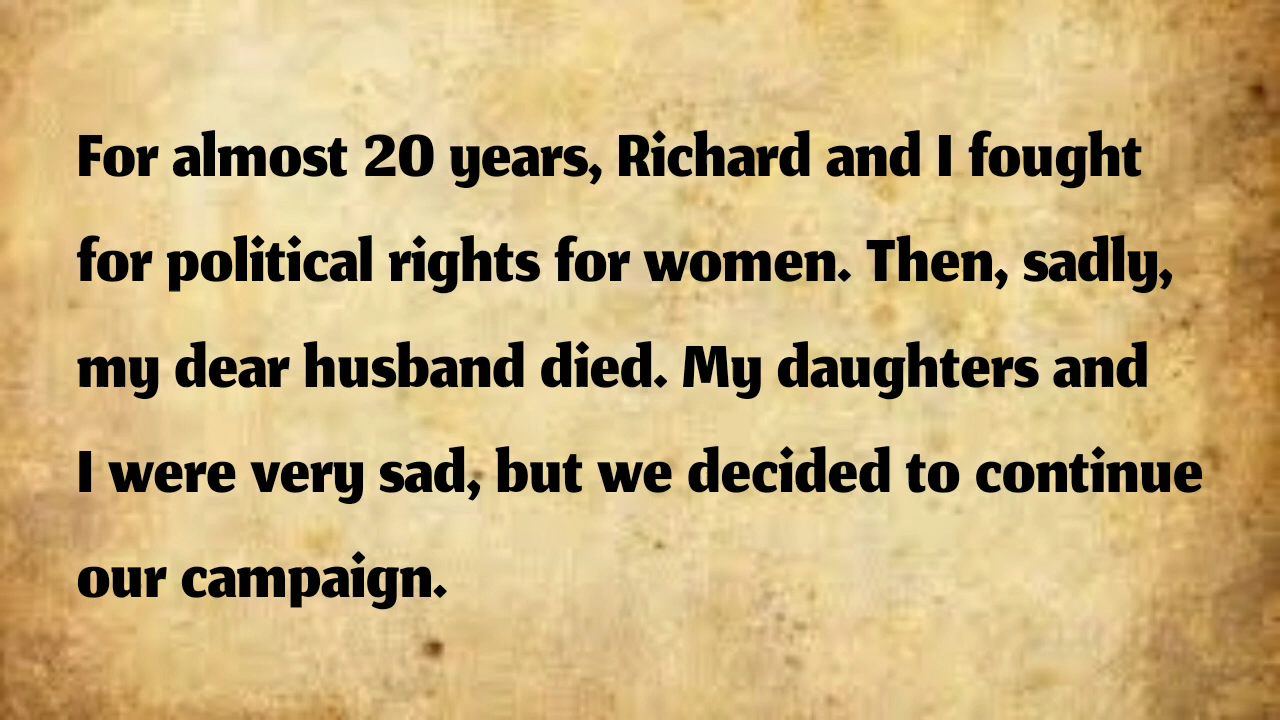 For almost 20 years, Richard and I fought
for political rights for women. Then, sadly,
my dear husband died. My daughters and
I were very sad, but we decided to continue
our campaign.